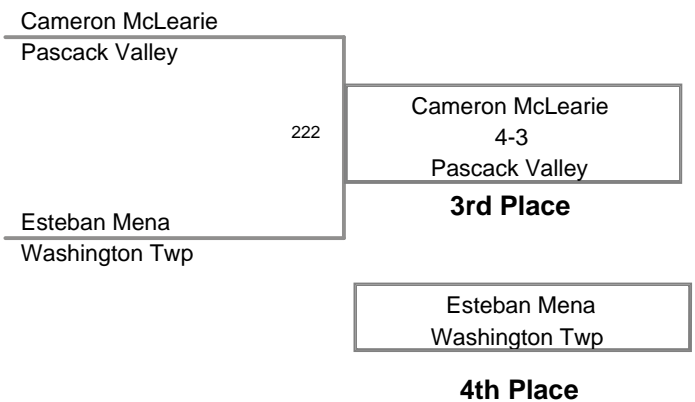 Cameron McLearie
Pascack Valley
222
Cameron McLearie
4-3
Pascack Valley
3rd Place
Esteban Mena
Washington Twp
Esteban Mena
Washington Twp
4th Place